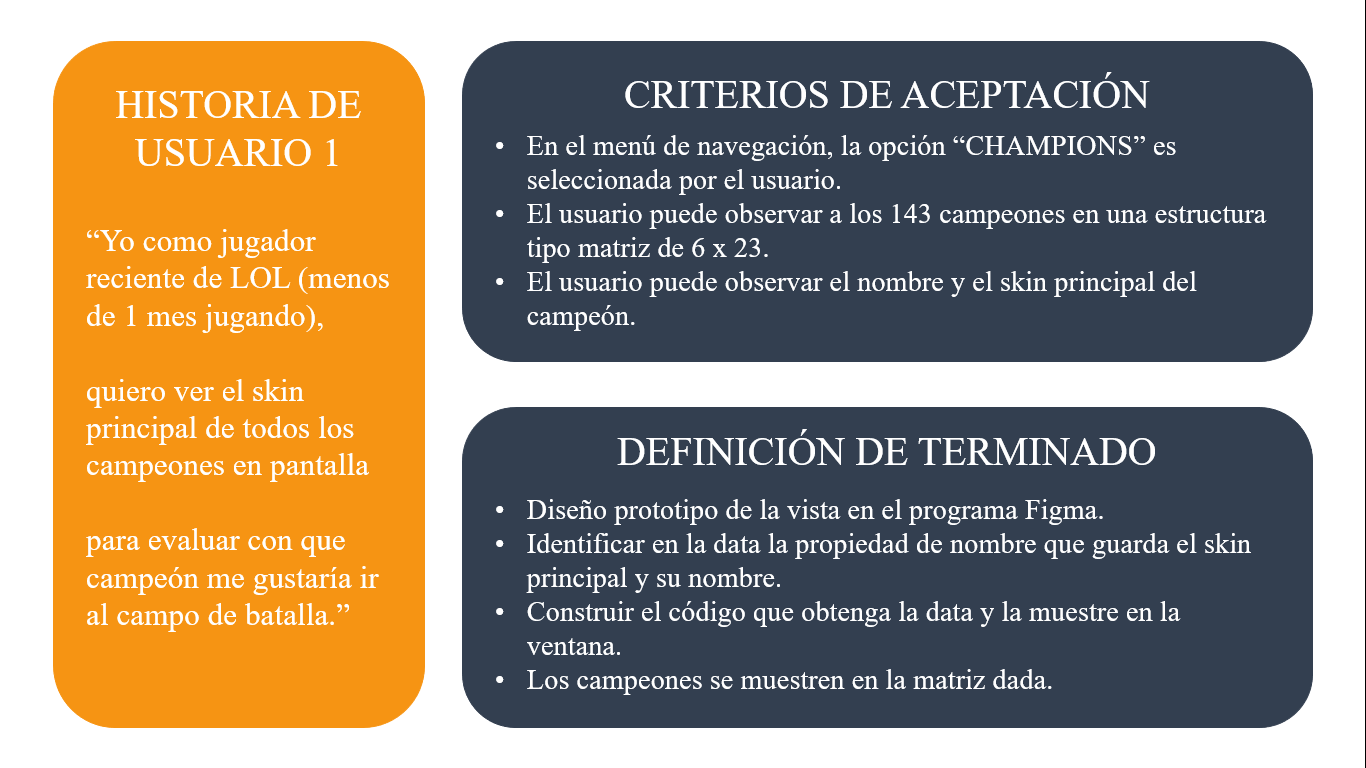 HISTORIA DE
USUARIO 1
“Yo como jugador
reciente de LOL (menos
de 1 mes jugando),
quiero ver el skin
principal de todos los
campeones en pantalla
para evaluar con que
campeón me gustaría ir
al campo de batalla.”
CRITERIOS DE ACEPTACIÓN
• En el menú de navegación, la opción “CHAMPIONS” es
seleccionada por el usuario.
• El usuario puede observar a los 143 campeones en una estructura
tipo matriz de 6 x 23.
• El usuario puede observar el nombre y el skin principal del
campeón.
DEFINICIÓN DE TERMINADO
• Diseño prototipo de la vista en el programa Figma.
• Identificar en la data la propiedad de nombre que guarda el skin
principal y su nombre.
• Construir el código que obtenga la data y la muestre en la
ventana.
• Los campeones se muestren en la matriz dada.